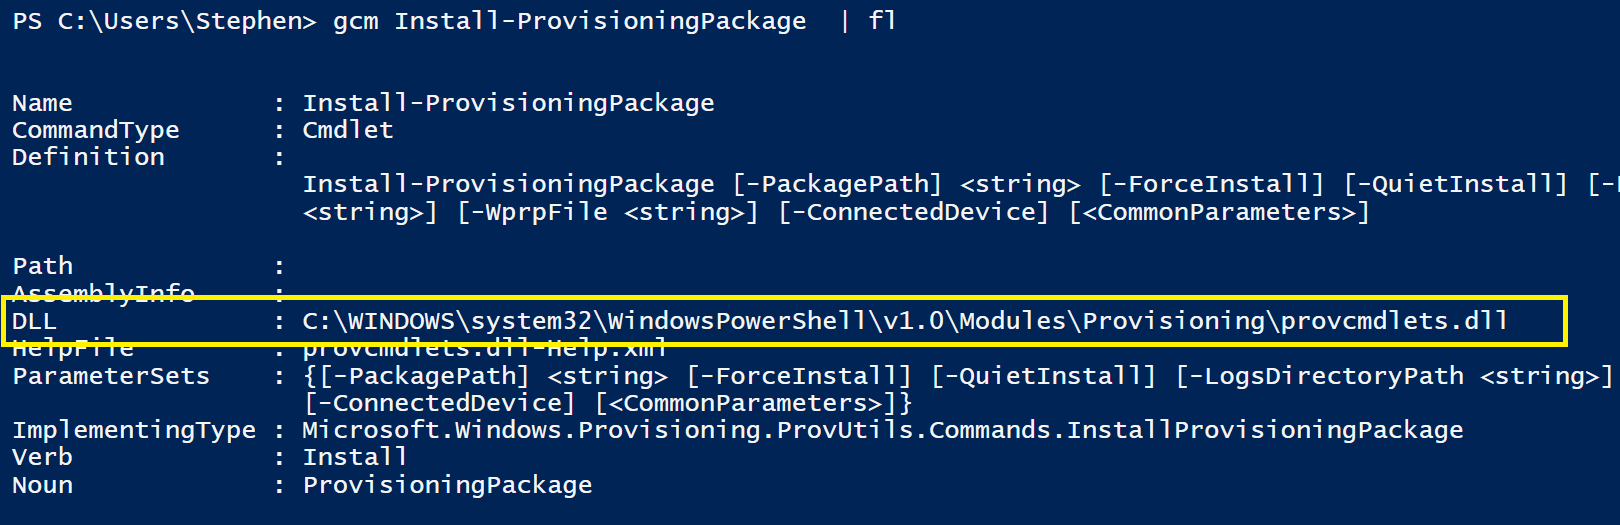 PS C:\Users\Stephen> gcm Install-ProvisioningPackage  | fl
Name                 : Install-ProvisioningPackage
CommandType          : Cmdlet
Definition           :
                       Install-ProvisioningPackage [-PackagePath] <string> [-ForceInstall] [-QuietInstall] [-
                       <string>] [-WprpFile <string>] [-ConnectedDevice] [<CommonParameters>]
Path                 :
AssemblyInfo         :
DLL                  : C:\WINDOWS\system32\WindowsPowerShell\v1.0\Modules\Provisioning\provcmdlets.dll
HelpFile             : provcmdlets.dll-Help.xml
ParameterSets        : {[-PackagePath] <string> [-ForceInstall] [-QuietInstall] [-LogsDirectoryPath <string>]
                       [-ConnectedDevice] [<CommonParameters>]}
ImplementingType     : Microsoft.Windows.Provisioning.ProvUtils.Commands.InstallProvisioningPackage
Verb                 : Install
Noun                 : ProvisioningPackage